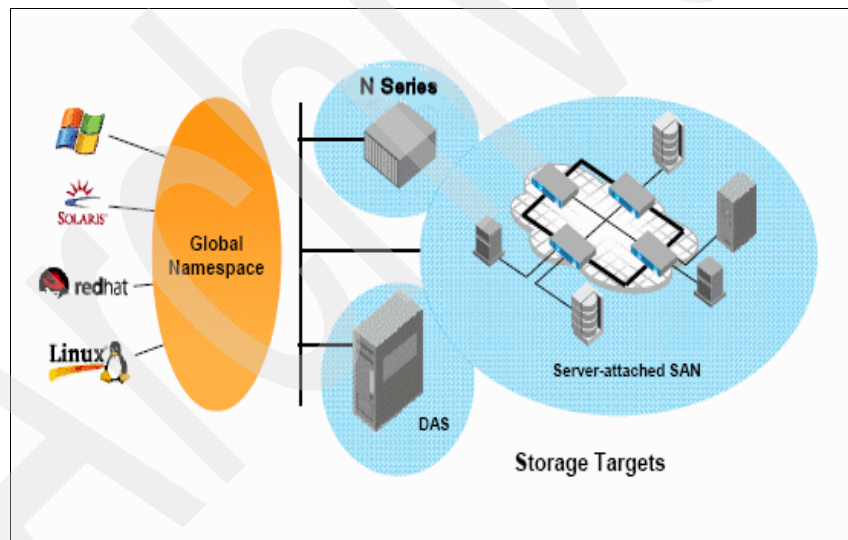 N Series
SOLARIS
Global
Namespace
redhat
Linux
Server-attached SAN
DAS
Storage Targets